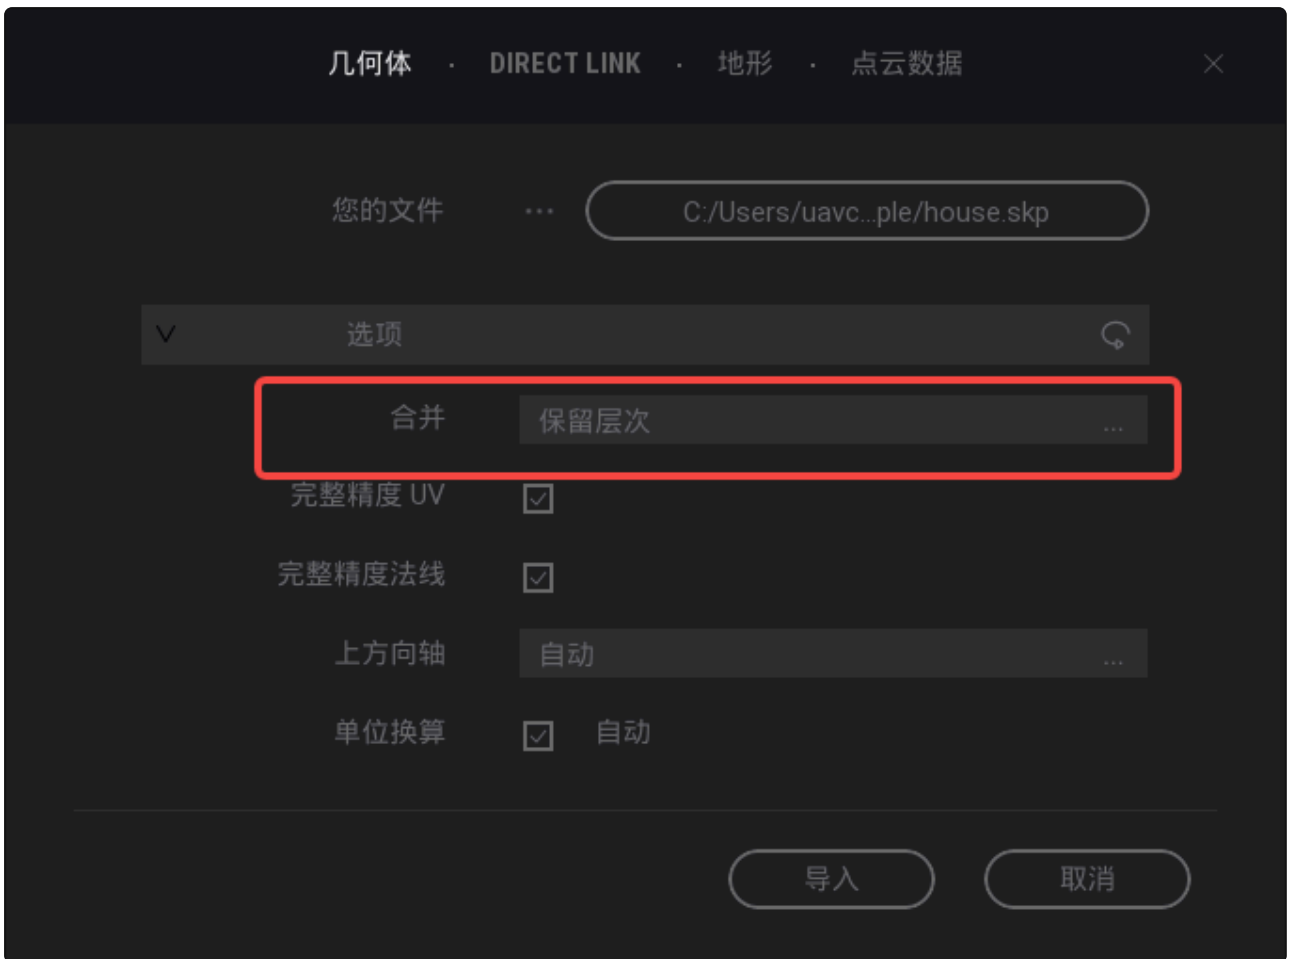 几何体 · DIRECT LINK · 地形 · 点云数据
您的文件 ... C:/Users/uavc...ple/house.skp
选项
合并 保留层次 ...
完整精度 UV
完整精度法线
上方向轴 自动 ...
单位换算 自动
导入 取消